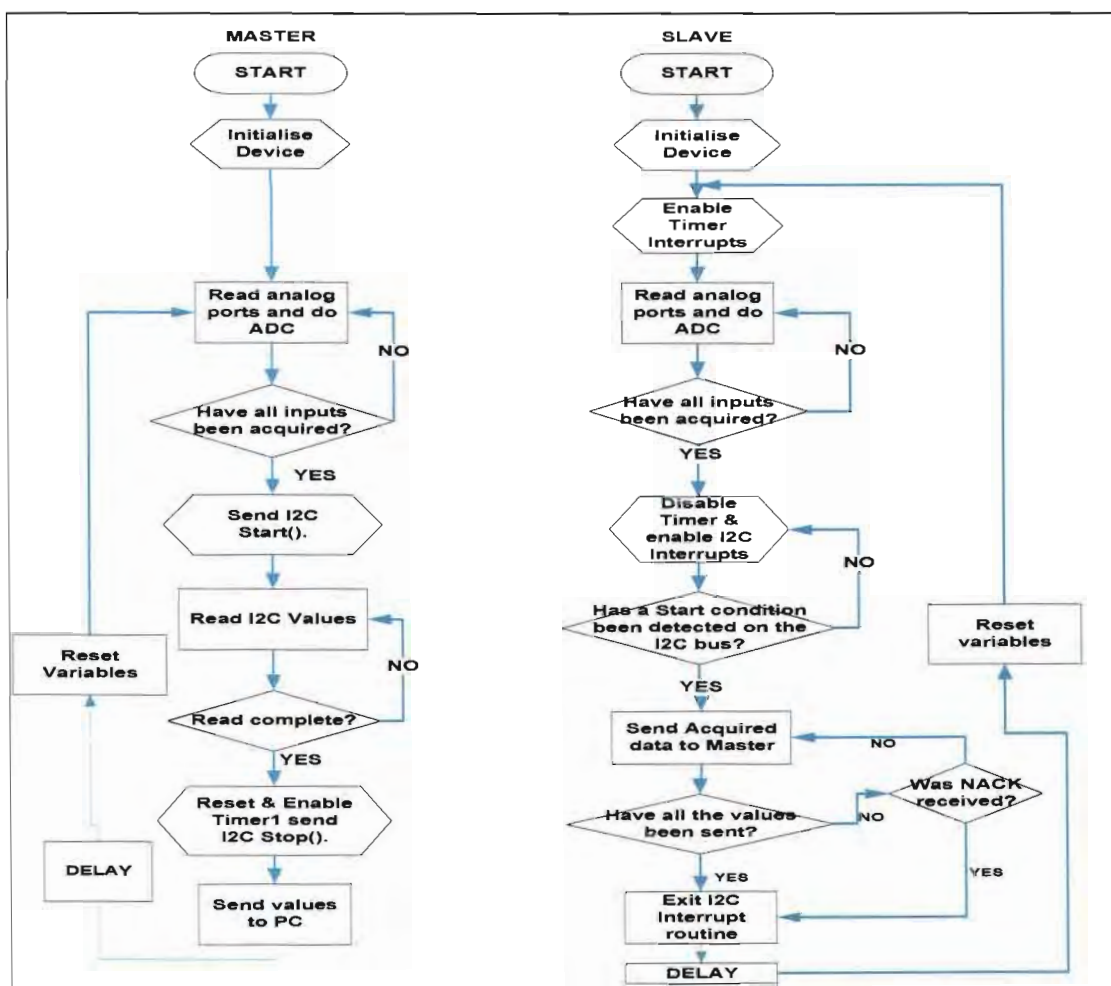 MASTER
START
Initialise
Device
Read analog
ports and do
ADC
NO
Have all inputs
been acquired?
YES
Send I2C
Start().
Read I2C Values
NO
Read complete?
YES
Reset & Enable
Timer1 send
I2C Stop().
Send values
to PC
DELAY
Reset
Variables
SLAVE
START
Initialise
Device
Enable
Timer
Interrupts
Read analog
ports and do
ADC
NO
Have all inputs
been acquired?
YES
Disable
Timer &
enable I2C
Interrupts
NO
Has a Start condition
been detected on the
I2C bus?
YES
Send Acquired
data to Master
NO
Was NACK
received?
Have all the values
been sent?
NO
YES
YES
Exit I2C
Interrupt
routine
DELAY
Reset
variables